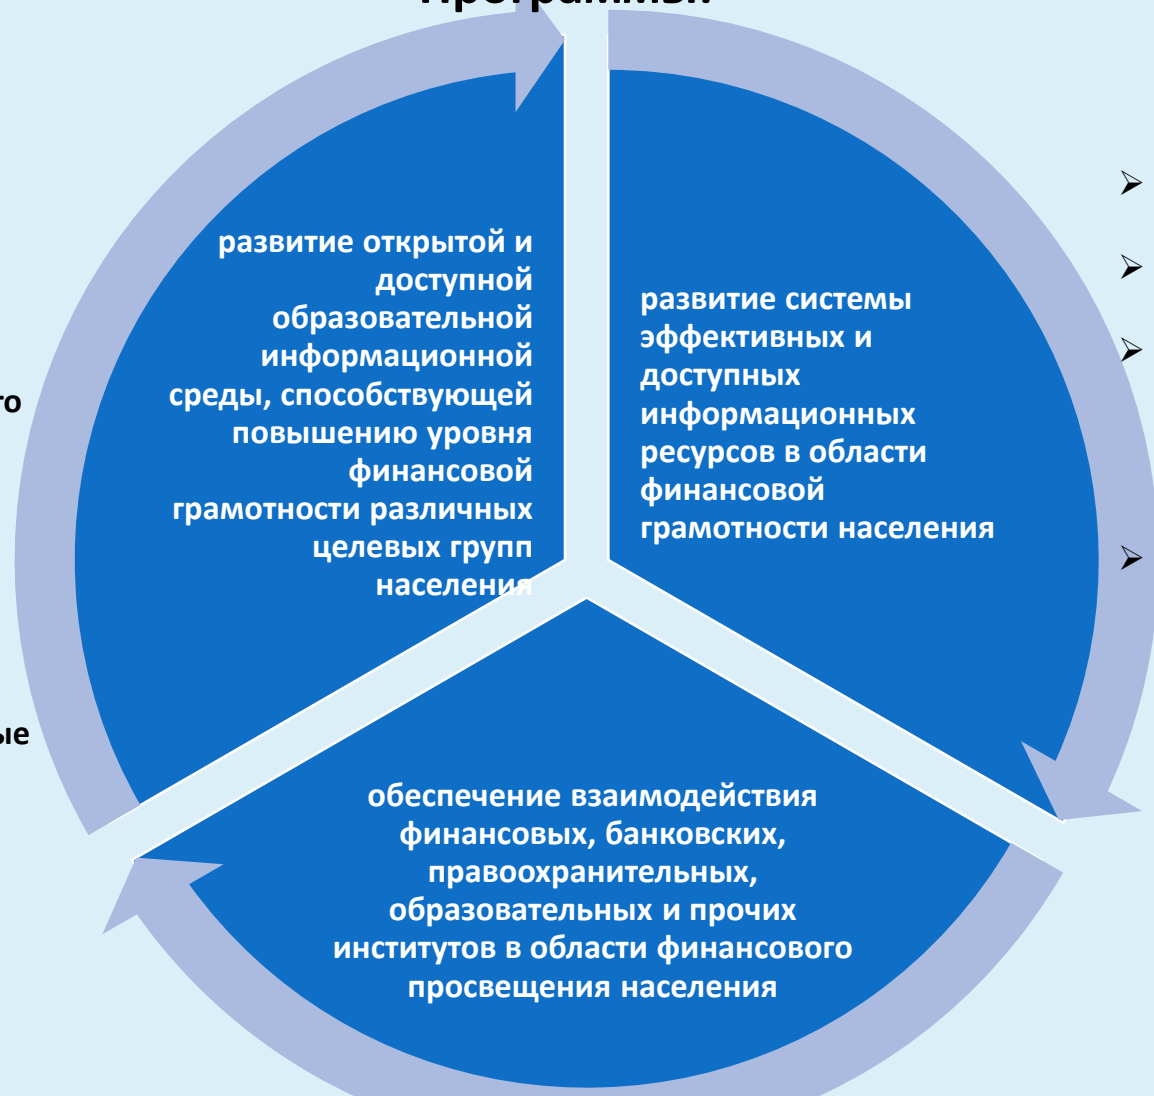 Программы:
развитие открытой и
доступной
образовательной
информационной
среды, способствующей
повышению уровня
финансовой
грамотности различных
целевых групп
населения
развитие системы
эффективных и
доступных
информационных
ресурсов в области
финансовой
грамотности населения
обеспечение взаимодействия
финансовых, банковских,
правоохранительных,
образовательных и прочих
институтов в области финансового
просвещения населения